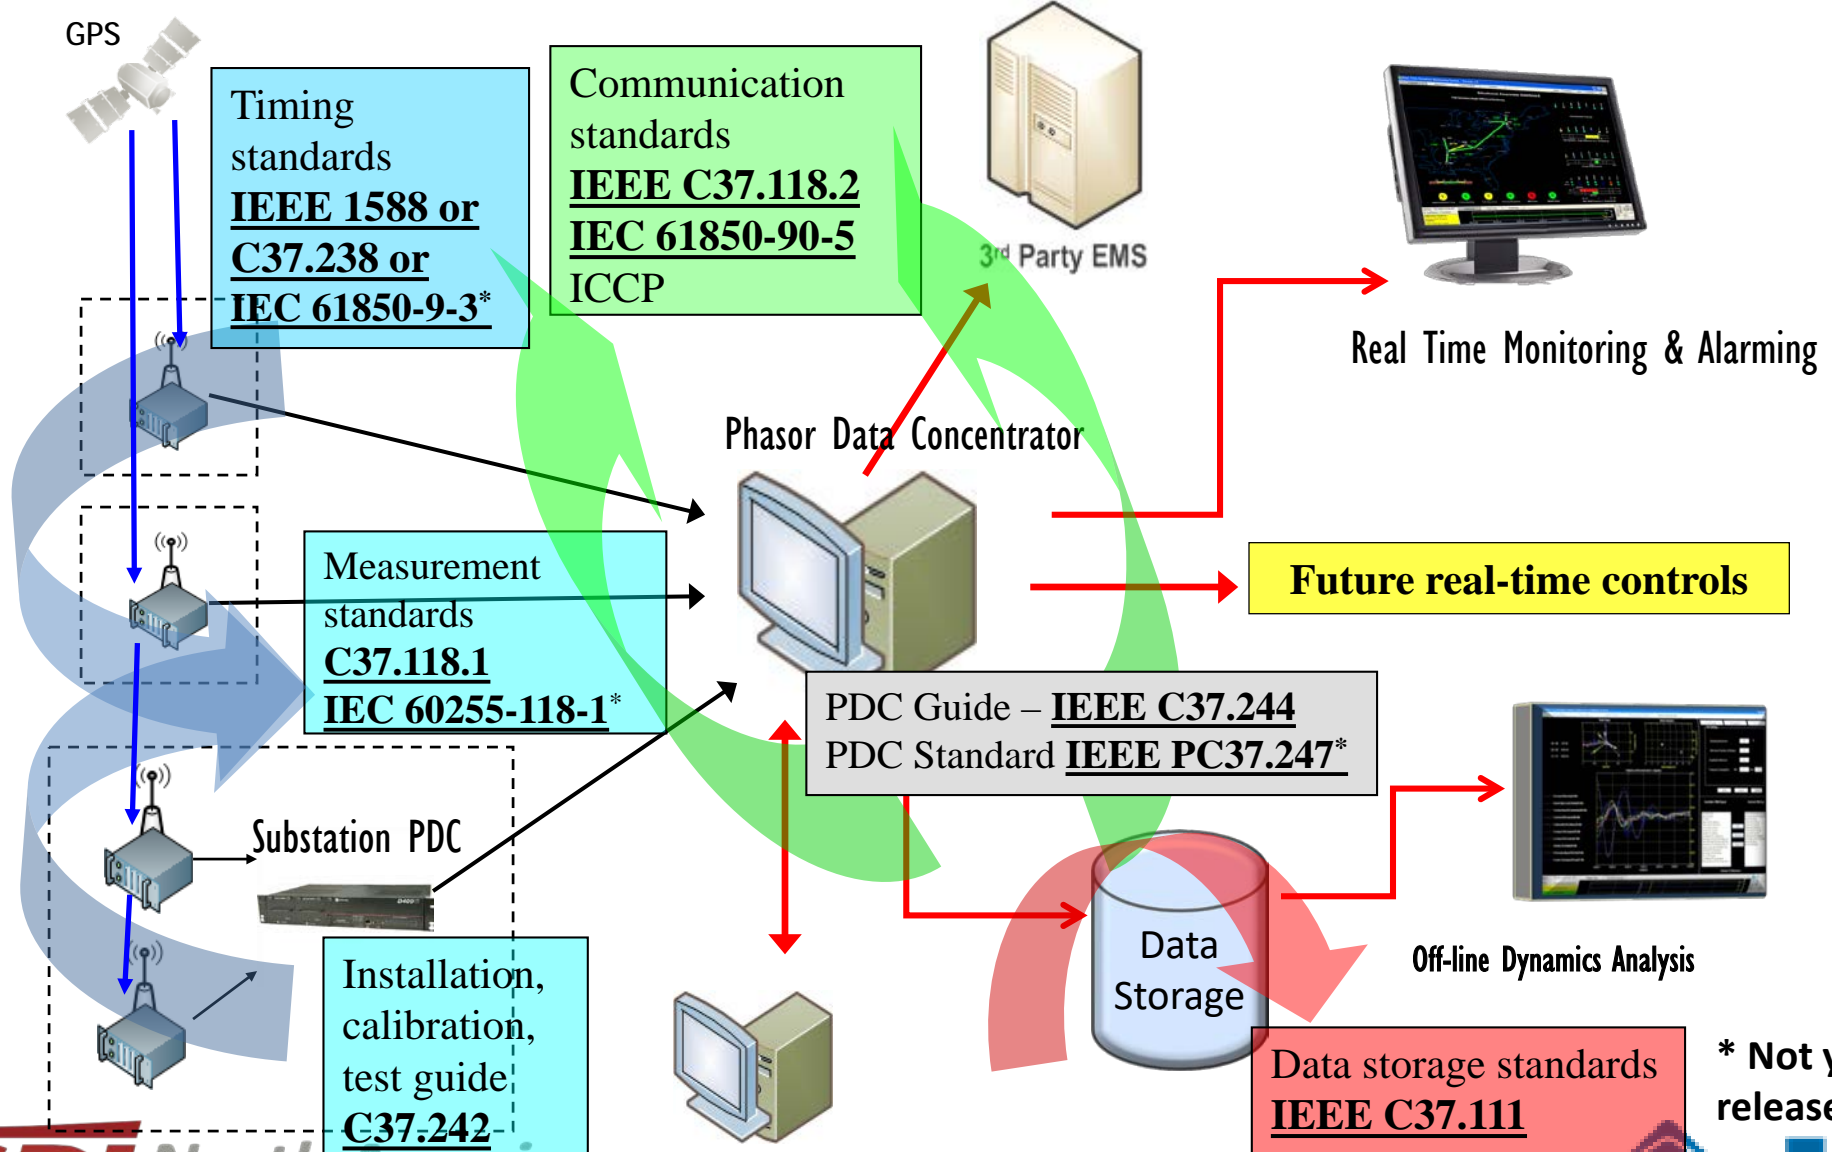 GPS
Timing
standards
IEEE 1588 or
C37.238 or
IEC 61850-9-3*
Communication
standards
IEEE C37.118.2
IEC 61850-90-5
ICCP
3rd Party EMS
Real Time Monitoring & Alarming
Phasor Data Concentrator
Measurement
standards
C37.118.1
IEC 60255-118-1*
Future real-time controls
PDC Guide – IEEE C37.244
PDC Standard IEEE PC37.247*
Substation PDC
Installation,
calibration,
test guide
C37.242
Data
Storage
Off-line Dynamics Analysis
Data storage standards
IEEE C37.111
* Not